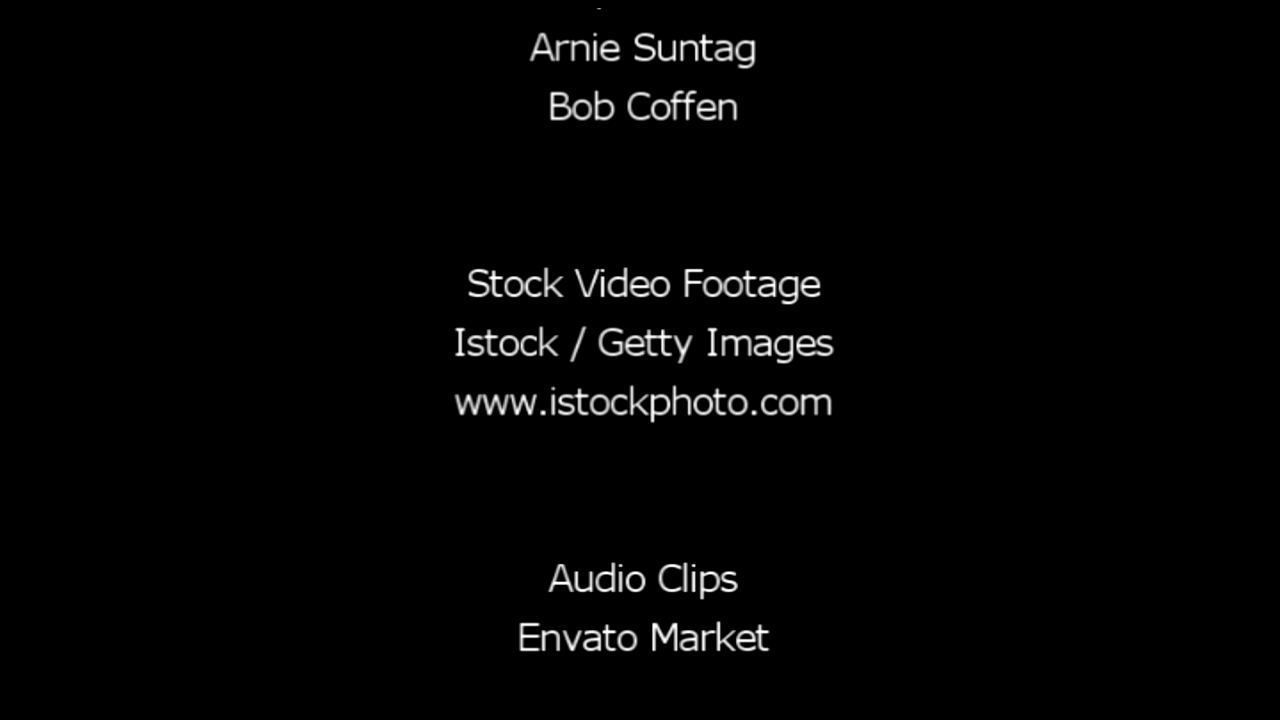 Arnie Suntag
Bob Coffen
Stock Video Footage
Istock / Getty Images
www.istockphoto.com
Audio Clips
Envato Market